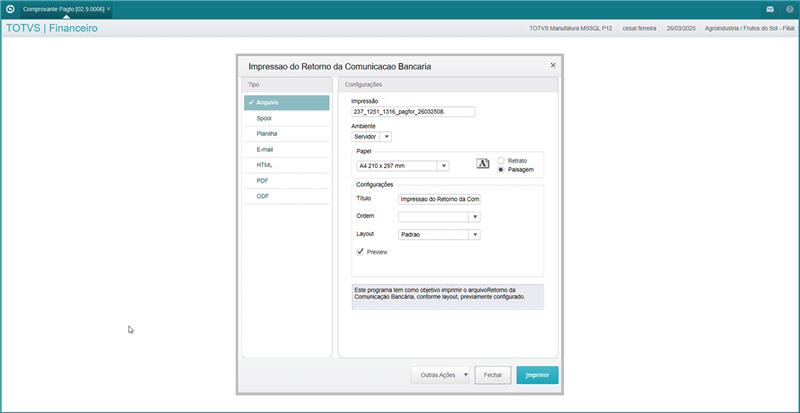 Comprovante Pagto [02.9.0006] ×
TOTVS | Financeiro
TOTVS Manufatura MSSQL P12
cesar.ferreira
26/03/2025
Agroindustria / Frutos do Sol - Filial
Impressao do Retorno da Comunicacao Bancaria
Tipo
Configurações
Arquivo
Spool
Planilha
E-mail
HTML
PDF
ODF
Impressão
237_1251_1316_pagfor_26032508.
Ambiente
Servidor
Papel
A4 210 x 297 mm
A
Retrato
Paisagem
Configurações
Título
Impressao do Retorno da Com
Ordem
Layout
Padrao
Preview
Este programa tem como objetivo imprimir o arquivoRetorno da
Comunicação Bancária, conforme layout, previamente configurado.
Outras Ações
Fechar
Imprimir